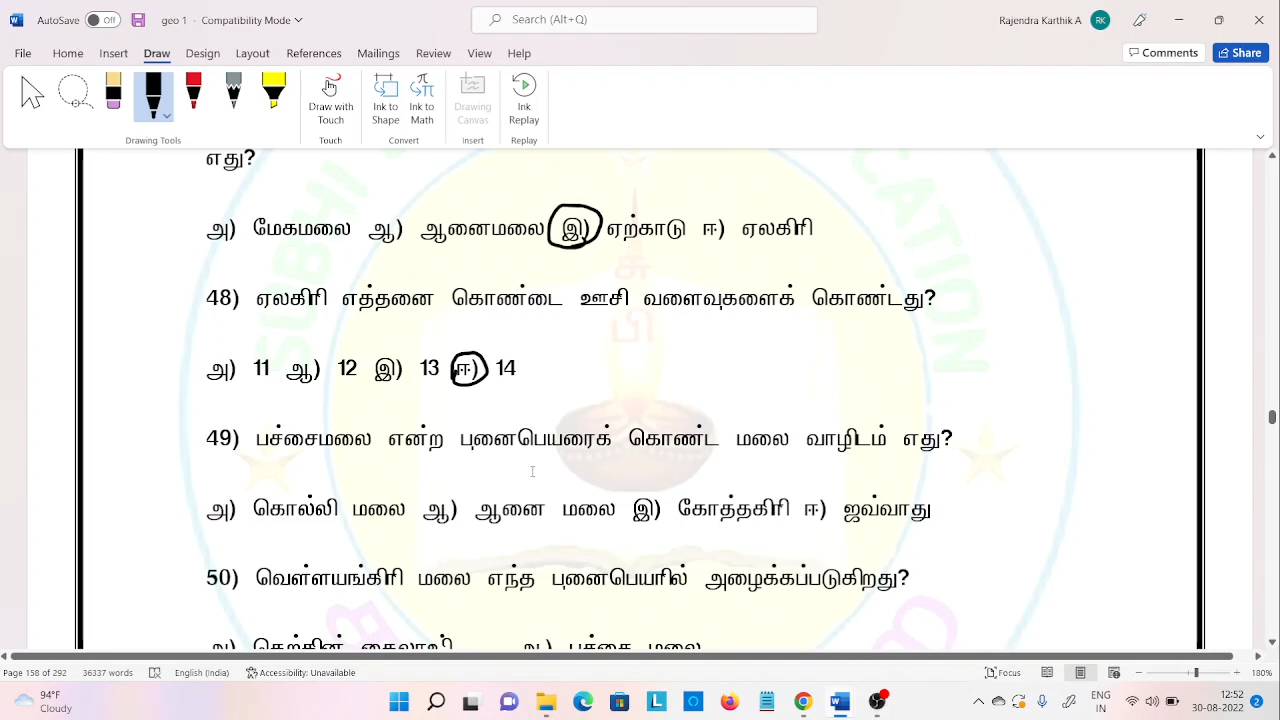 AutoSave Off geo 1 - Compatibility Mode Search (Alt+Q) Rajendra Karthik A RK
File Home Insert Draw Design Layout References Mailings Review View Help Comments Share
Draw with Touch Ink to Shape Ink to Math Drawing Canvas Ink Replay
Drawing Tools Touch Convert Insert Replay
எது?
அ) மேகமலை ஆ) ஆனைமலை இ) ஏற்காடு ஈ) ஏலகிரி
48) ஏலகிரி எத்தனை கொண்டை ஊசி வளைவுகளைக் கொண்டது?
அ) 11 ஆ) 12 இ) 13 ஈ) 14
49) பச்சைமலை என்ற புனைபெயரைக் கொண்ட மலை வாழிடம் எது?
அ) கொல்லி மலை ஆ) ஆனை மலை இ) கோத்தகிரி ஈ) ஜவ்வாது
50) வெள்ளயங்கிரி மலை எந்த புனைபெயரில் அழைக்கப்படுகிறது?
ஆ) பச்சை மலை
Page 158 of 292 36337 words English (India) Accessibility: Unavailable Focus 180%
94°F
ENG 12:52
IN 30-08-2022 2